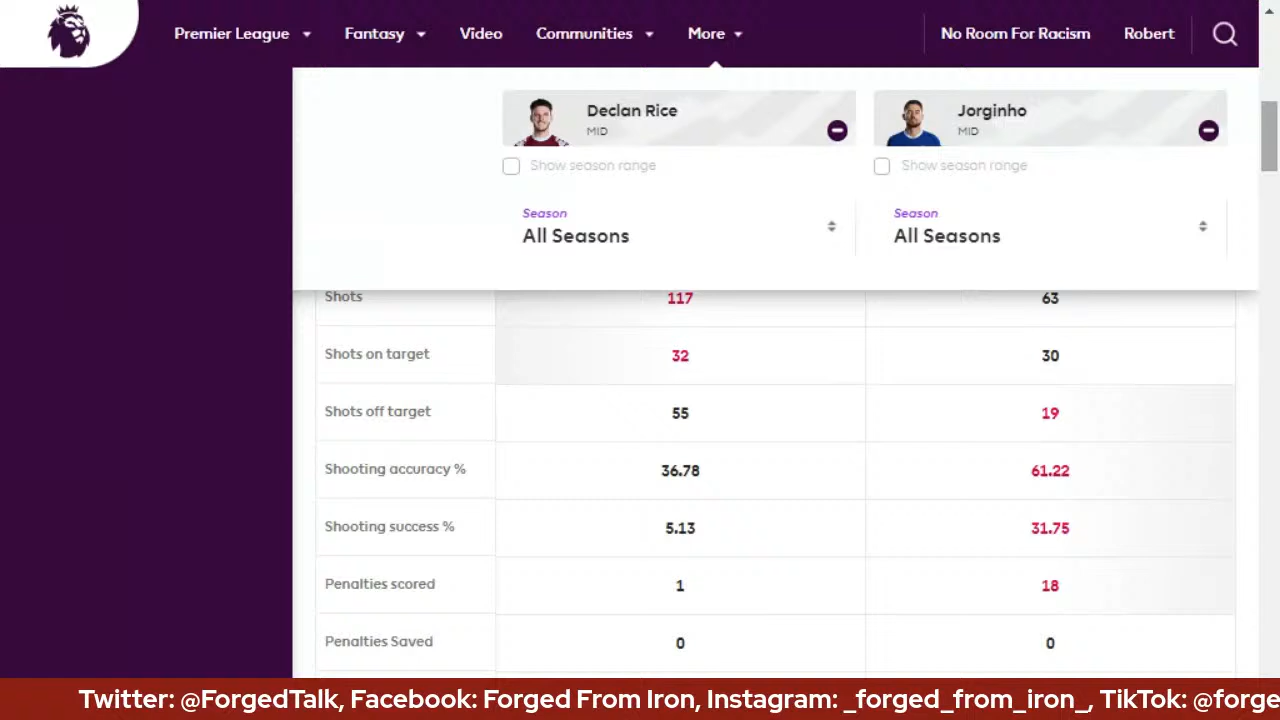 Premier League Fantasy Video Communities More No Room For Racism Robert
Declan Rice Jorginho
MID MID
Show season range Show season range
Season Season
All Seasons All Seasons
Shots 117 63
Shots on target 32 30
Shots off target 55 19
Shooting accuracy % 36.78 61.22
Shooting success % 5.13 31.75
Penalties scored 1 18
Penalties Saved 0 0
Twitter: @ForgedTalk, Facebook: Forged From Iron, Instagram: _forged_from_iron_, TikTok: @forge